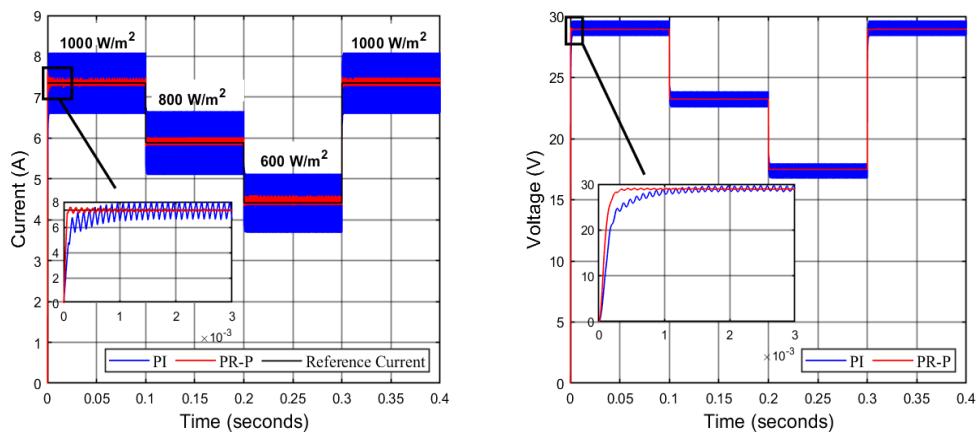 9
8
7
6
5
4
3
2
1
0
Current (A)
1000 W/m²
800 W/m²
600 W/m²
1000 W/m²
8
6
4
2
0
0 1 2 3
×10⁻³
PI PR-P Reference Current
0 0.05 0.1 0.15 0.2 0.25 0.3 0.35 0.4
Time (seconds)
30
25
20
15
10
5
0
Voltage (V)
30
20
10
0
0 1 2 3
×10⁻³
PI PR-P
0 0.05 0.1 0.15 0.2 0.25 0.3 0.35 0.4
Time (seconds)